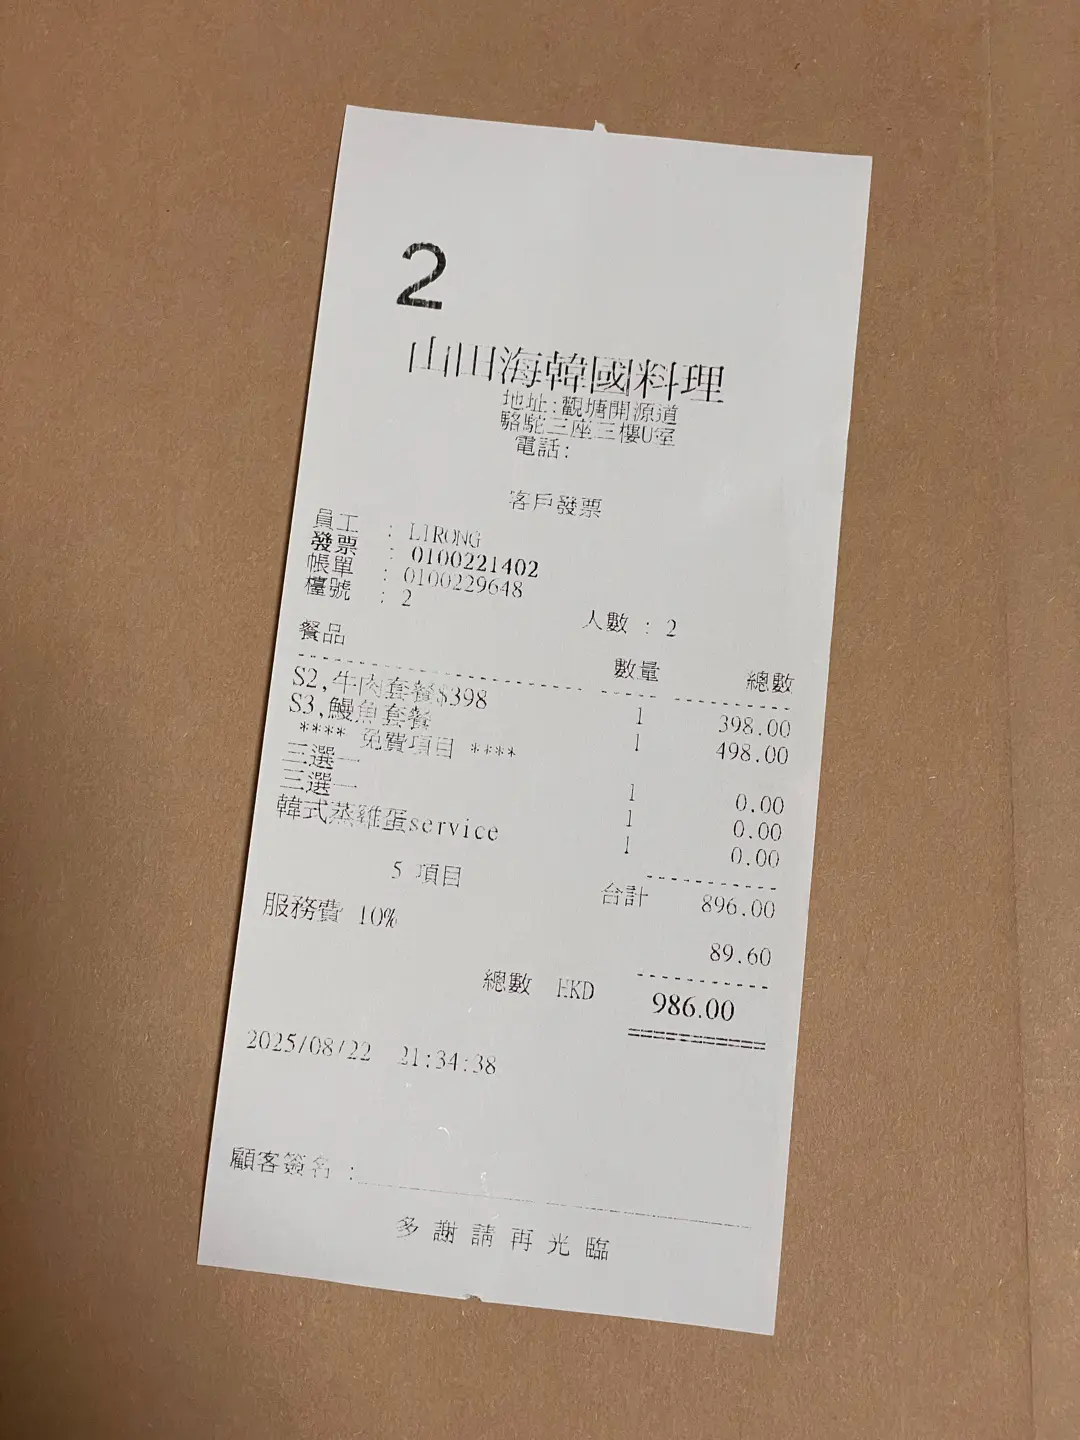 2
山田海韓國料理
地址:觀塘開源道
駱駝三座三樓U室
電話:
客戶發票
員工 : LIRONG
發票 : 0100221402
帳單 : 0100229648
檯號 : 2 人數 : 2
餐品 數量 總數
S2,牛肉套餐$398 1 398.00
S3,鰻魚套餐 1 498.00
**** 免費項目 ****
三選一 1 0.00
三選一 1 0.00
韓式蒸雞蛋service 1 0.00
5 項目 合計 896.00
服務費 10% 89.60
總數 HKD 986.00
2025/08/22 21:34:38
顧客簽名 :
多謝請再光臨